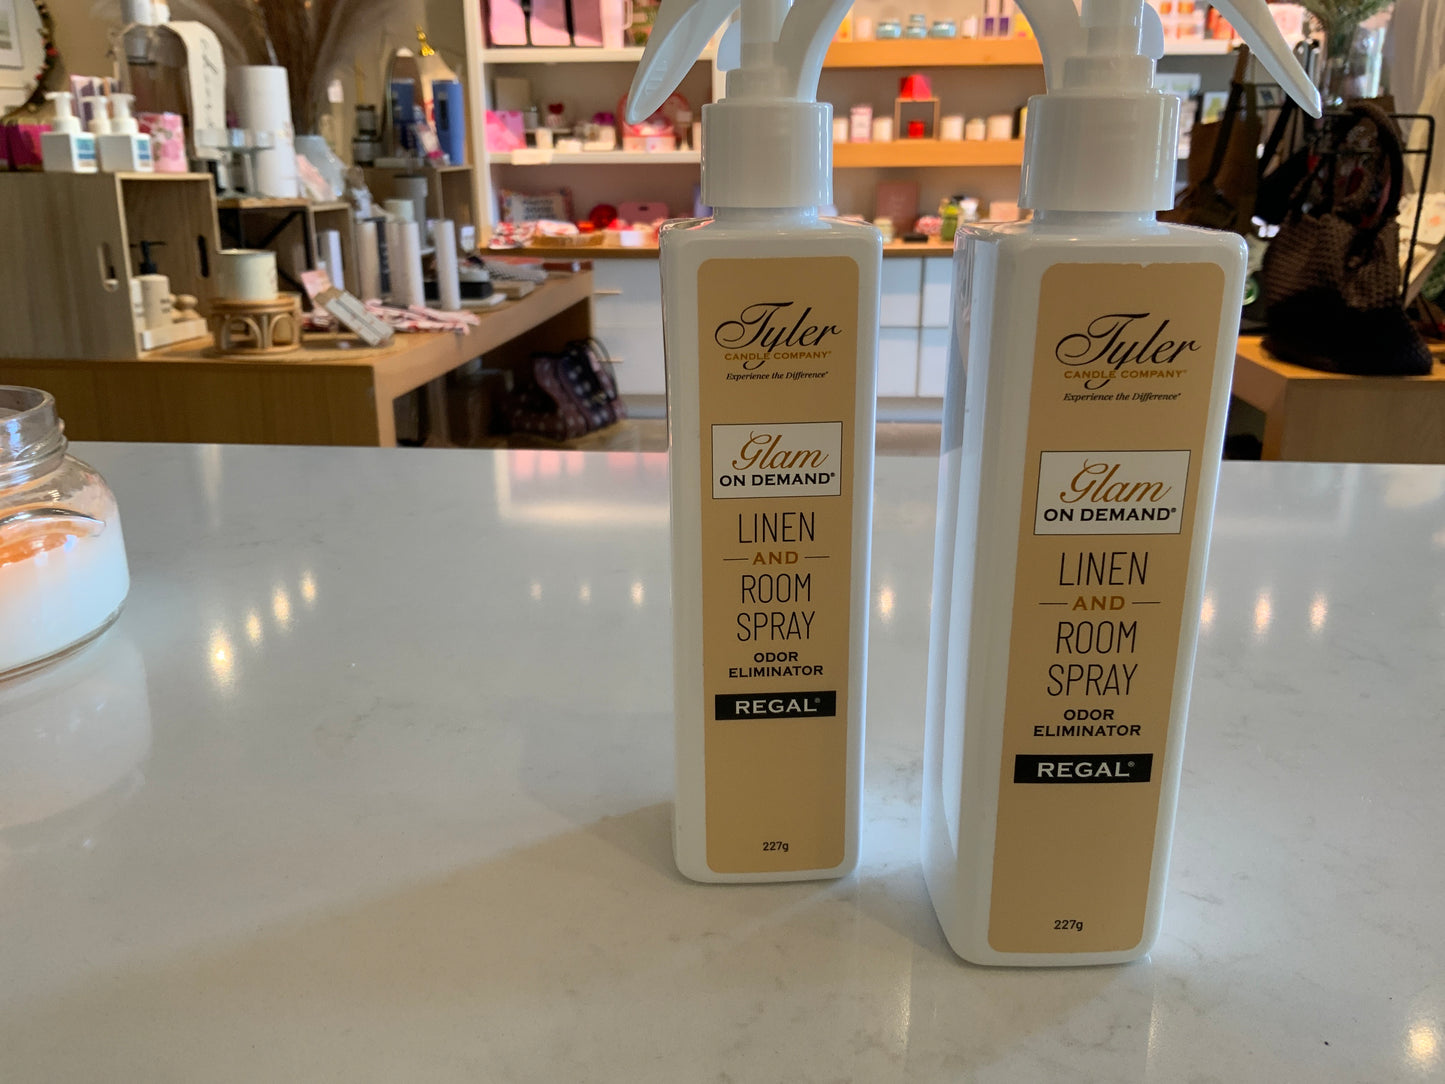 Tyler
CANDLE COMPANY®
Experience the Difference®
Glam
ON DEMAND®
LINEN
AND
ROOM
SPRAY
ODOR
ELIMINATOR
REGAL®
227g
Tyler
CANDLE COMPANY®
Experience the Difference®
Glam
ON DEMAND®
LINEN
AND
ROOM
SPRAY
ODOR
ELIMINATOR
REGAL®
227g